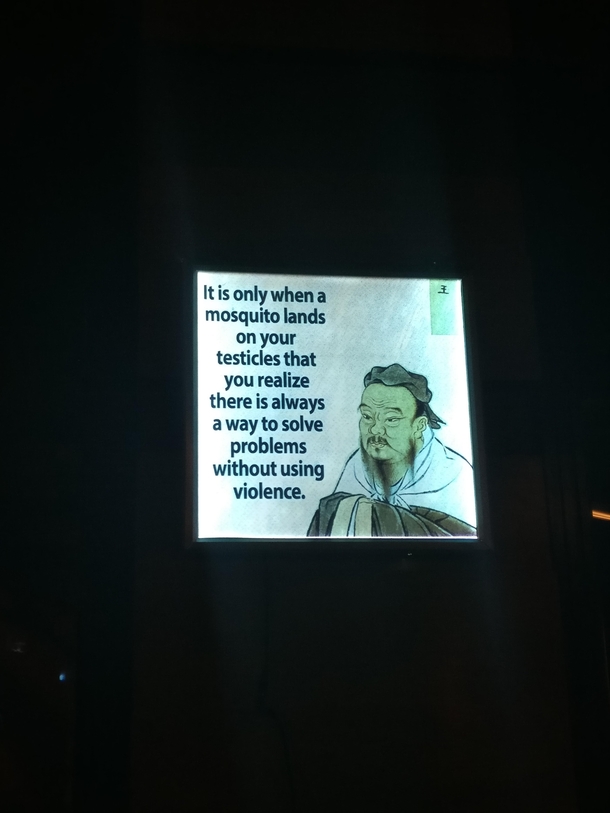 It is only when a
mosquito lands
on your
testicles that
you realize
there is always
a way to solve
problems
without using
violence.
王